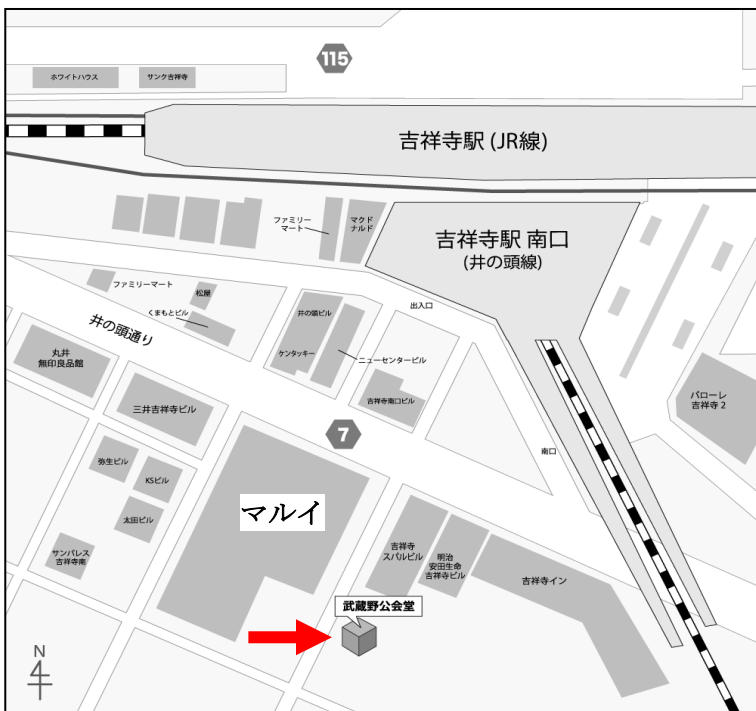 115
ホワイトハウス
サンク吉祥寺
吉祥寺駅 (JR線)
ファミリー
マート
マクド
ナルド
吉祥寺駅 南口
(井の頭線)
ファミリーマート
松屋
くまもとビル
井の頭ビル
出入口
井の頭通り
ケンタッキー
ニューセンタービル
丸井
無印良品館
三井吉祥寺ビル
吉祥寺南口ビル
パローレ
吉祥寺 2
7
南口
弥生ビル
KSビル
太田ビル
サンパレス
吉祥寺南
マルイ
吉祥寺
スバルビル
明治
安田生命
吉祥寺ビル
吉祥寺イン
武蔵野公会堂
N